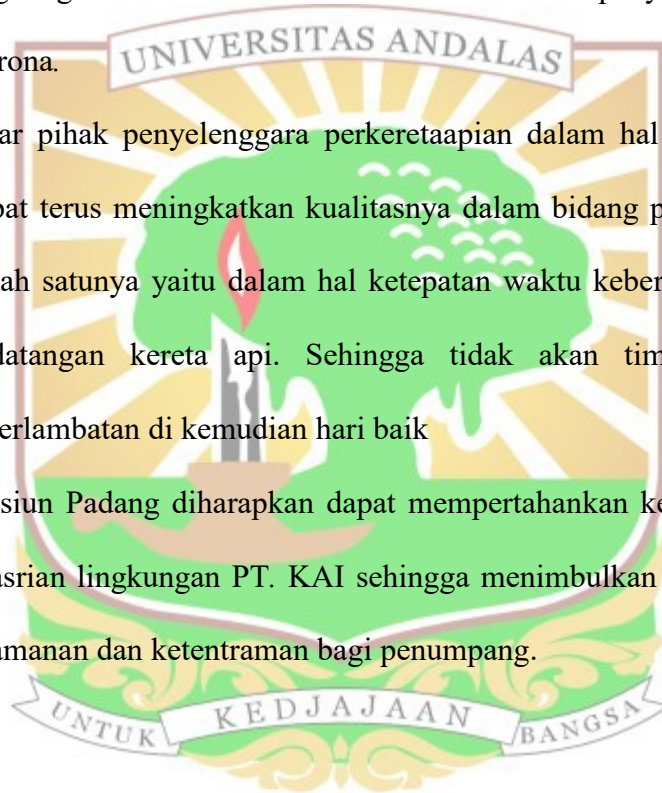 rona.
UNIVERSITAS ANDALAS
ar pihak penyelenggara perkeretaapian dalam hal
pat terus meningkatkan kualitasnya dalam bidang p
ah satunya yaitu dalam hal ketepatan waktu keber
datangan kereta api. Sehingga tidak akan tim
erlambatan di kemudian hari baik
siun Padang diharapkan dapat mempertahankan ke
asrian lingkungan PT. KAI sehingga menimbulkan
amanan dan ketentraman bagi penumpang.
UNTUK KEDJAJAAN BANGSA